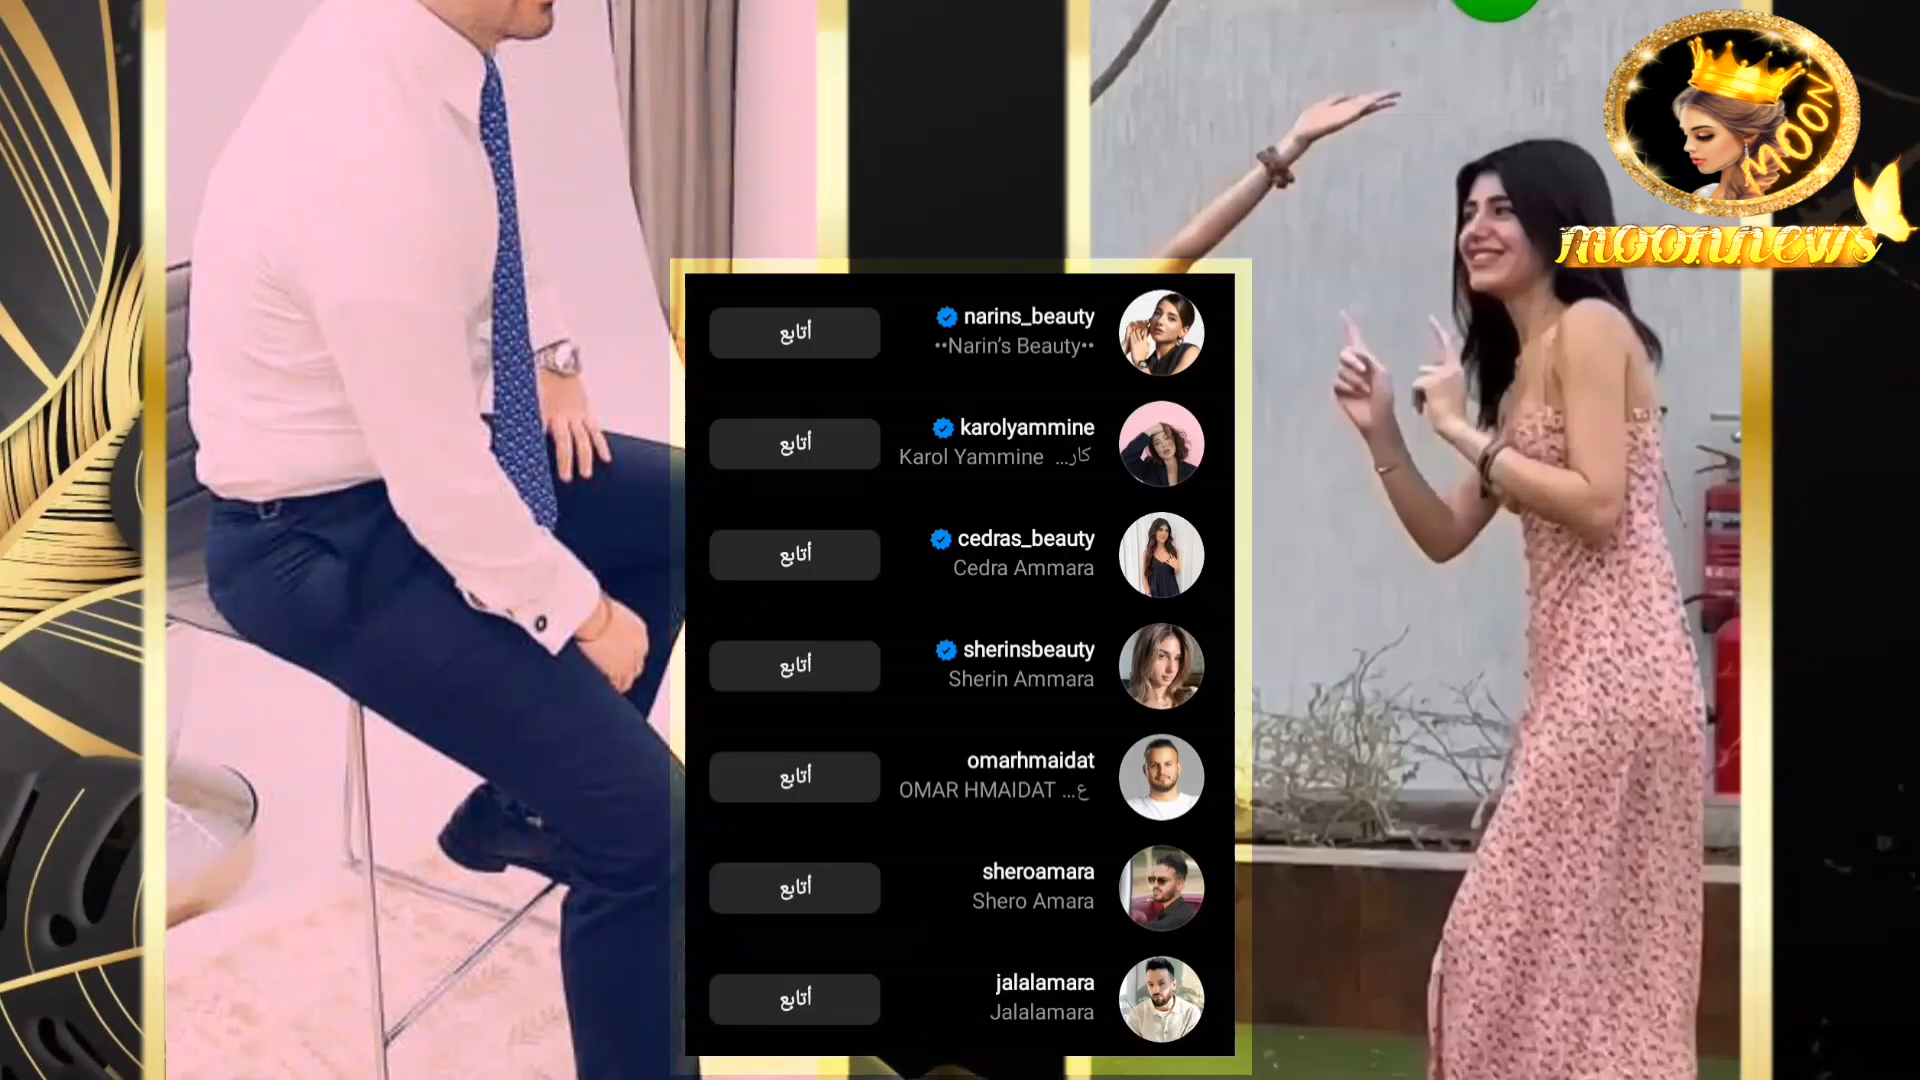 MOON
moonnews
narins_beauty
••Narin's Beauty••
أتابع
karolyammine
Karol Yammine كار...
أتابع
cedras_beauty
Cedra Ammara
أتابع
sherinsbeauty
Sherin Ammara
أتابع
omarhmaidat
OMAR HMAIDAT ع...
أتابع
sheroamara
Shero Amara
أتابع
jalalamara
Jalalamara
أتابع